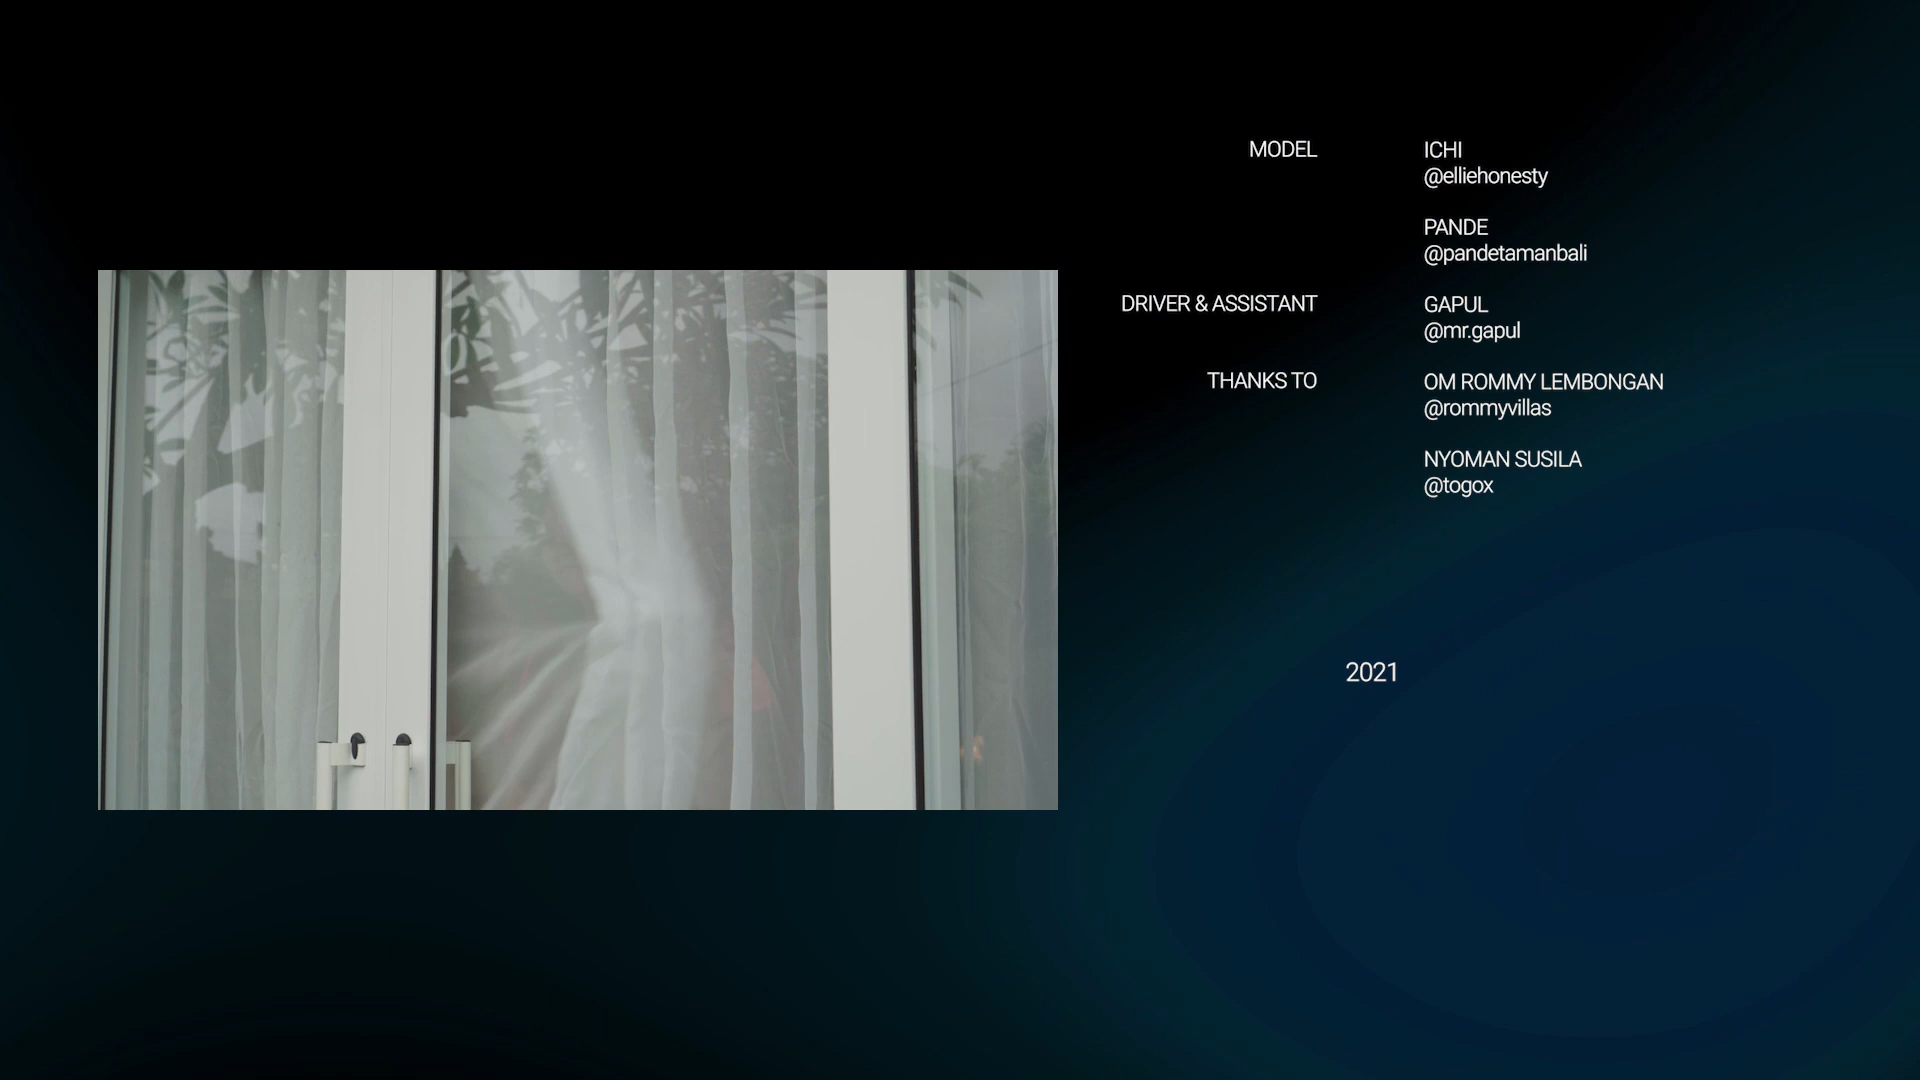 MODEL
ICHI
@elliehonesty
PANDE
@pandetamanbali
DRIVER & ASSISTANT
GAPUL
@mr.gapul
THANKS TO
OM ROMMY LEMBONGAN
@rommyvillas
NYOMAN SUSILA
@togox
2021